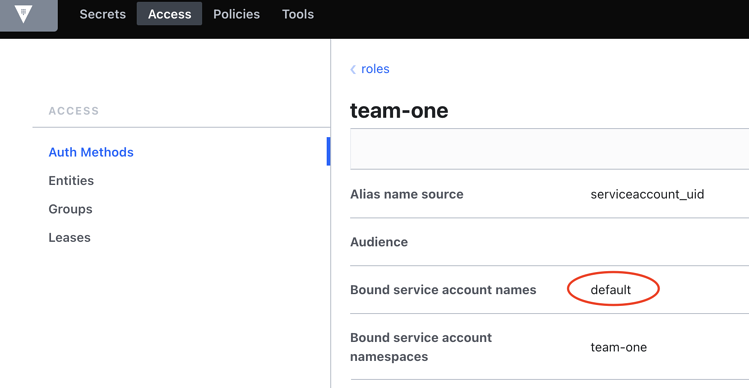 Secrets Access Policies Tools
‹ roles
team-one
ACCESS
Auth Methods
Entities
Groups
Leases
Alias name source serviceaccount_uid
Audience
Bound service account names default
Bound service account
namespaces team-one